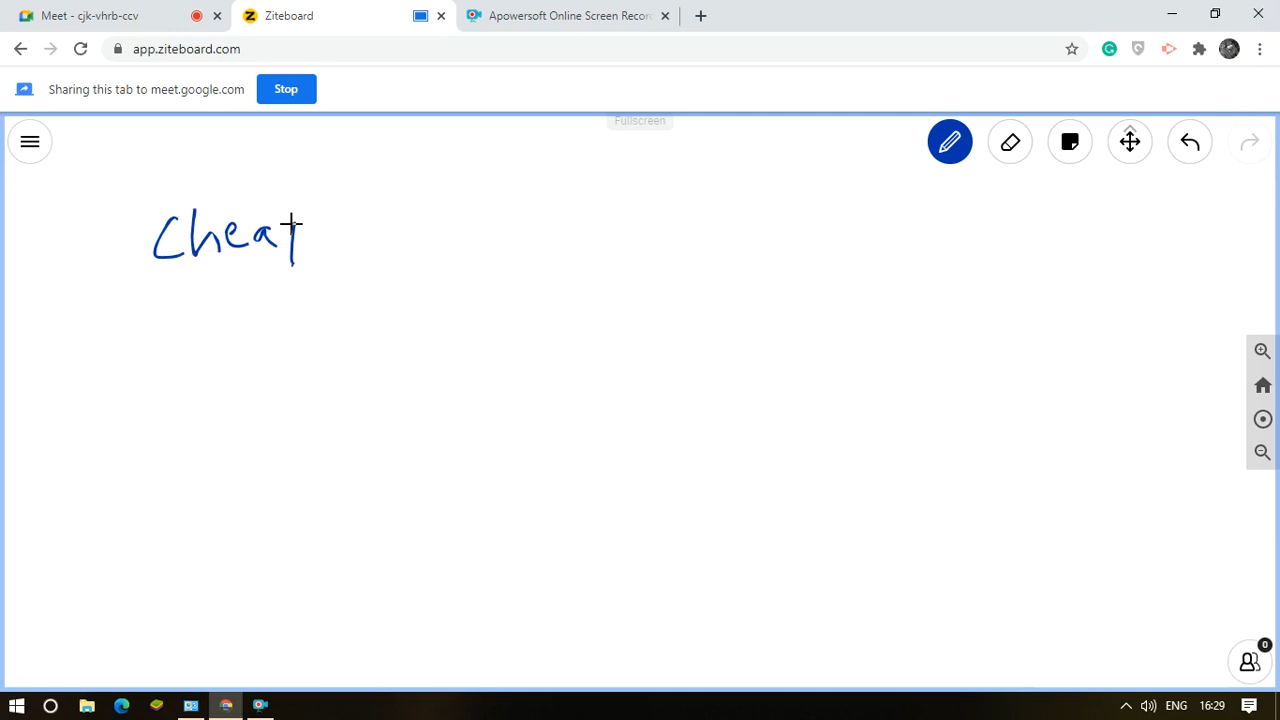 Meet - cjk-vhrb-ccv
Ziteboard
Apowersoft Online Screen Recor
app.ziteboard.com
Sharing this tab to meet.google.com
Stop
Fullscreen
Cheat
0
ENG
16:29